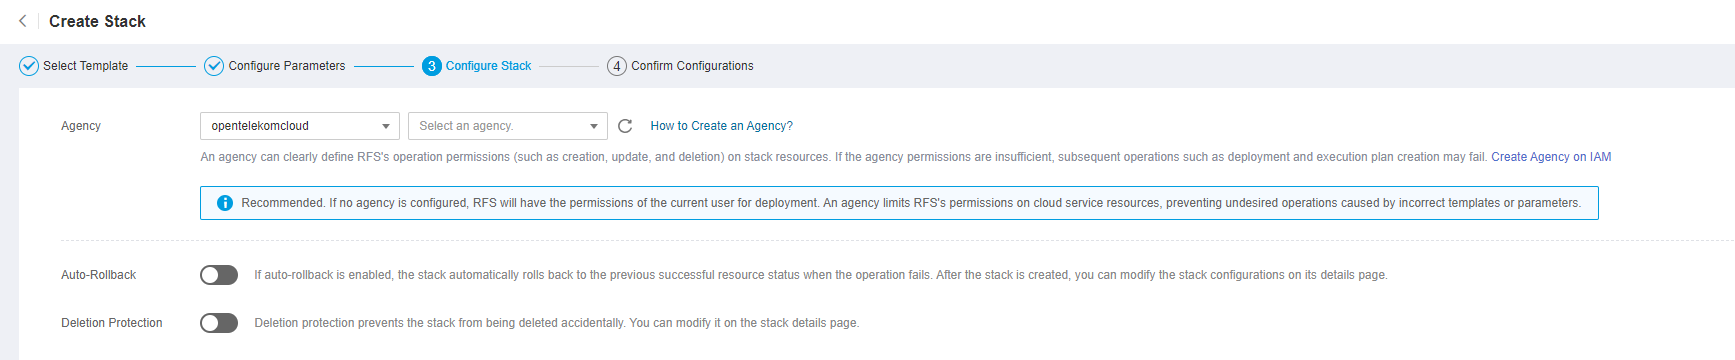 Create Stack
Select Template
Configure Parameters
3 Configure Stack
4 Confirm Configurations
Agency
opentelekomcloud
Select an agency.
How to Create an Agency?
An agency can clearly define RFS's operation permissions (such as creation, update, and deletion) on stack resources. If the agency permissions are insufficient, subsequent operations such as deployment and execution plan creation may fail. Create Agency on IAM
Recommended. If no agency is configured, RFS will have the permissions of the current user for deployment. An agency limits RFS's permissions on cloud service resources, preventing undesired operations caused by incorrect templates or parameters.
Auto-Rollback
If auto-rollback is enabled, the stack automatically rolls back to the previous successful resource status when the operation fails. After the stack is created, you can modify the stack configurations on its details page.
Deletion Protection
Deletion protection prevents the stack from being deleted accidentally. You can modify it on the stack details page.